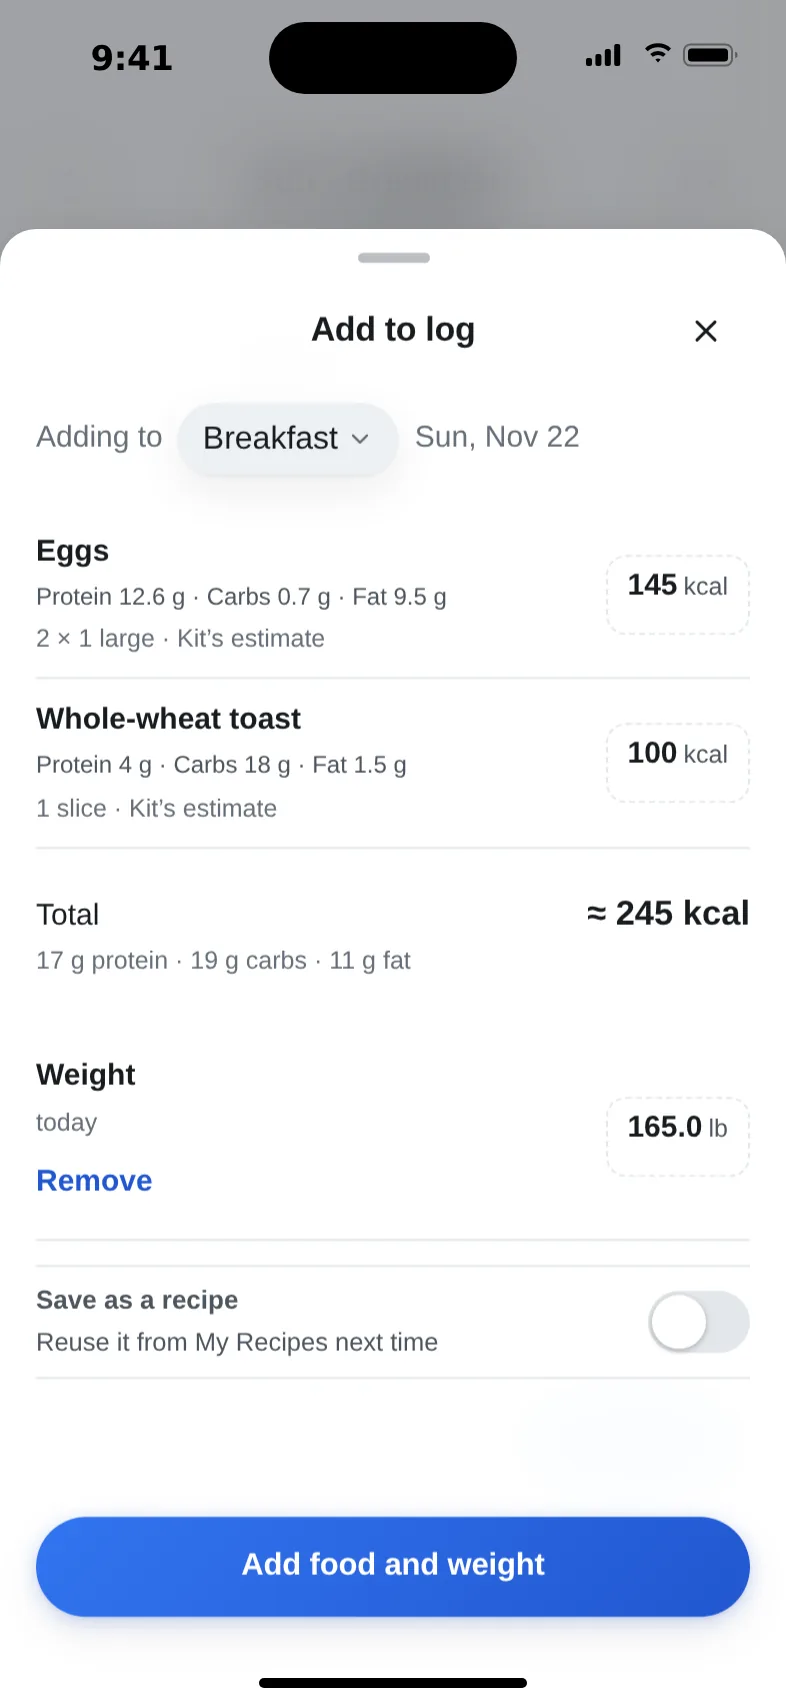 9:41
Add to log
Adding to Breakfast Sun, Nov 22
Eggs
Protein 12.6 g · Carbs 0.7 g · Fat 9.5 g
2 × 1 large · Kit’s estimate
145 kcal
Whole-wheat toast
Protein 4 g · Carbs 18 g · Fat 1.5 g
1 slice · Kit’s estimate
100 kcal
Total
≈ 245 kcal
17 g protein · 19 g carbs · 11 g fat
Weight
today
165.0 lb
Remove
Save as a recipe
Reuse it from My Recipes next time
Add food and weight